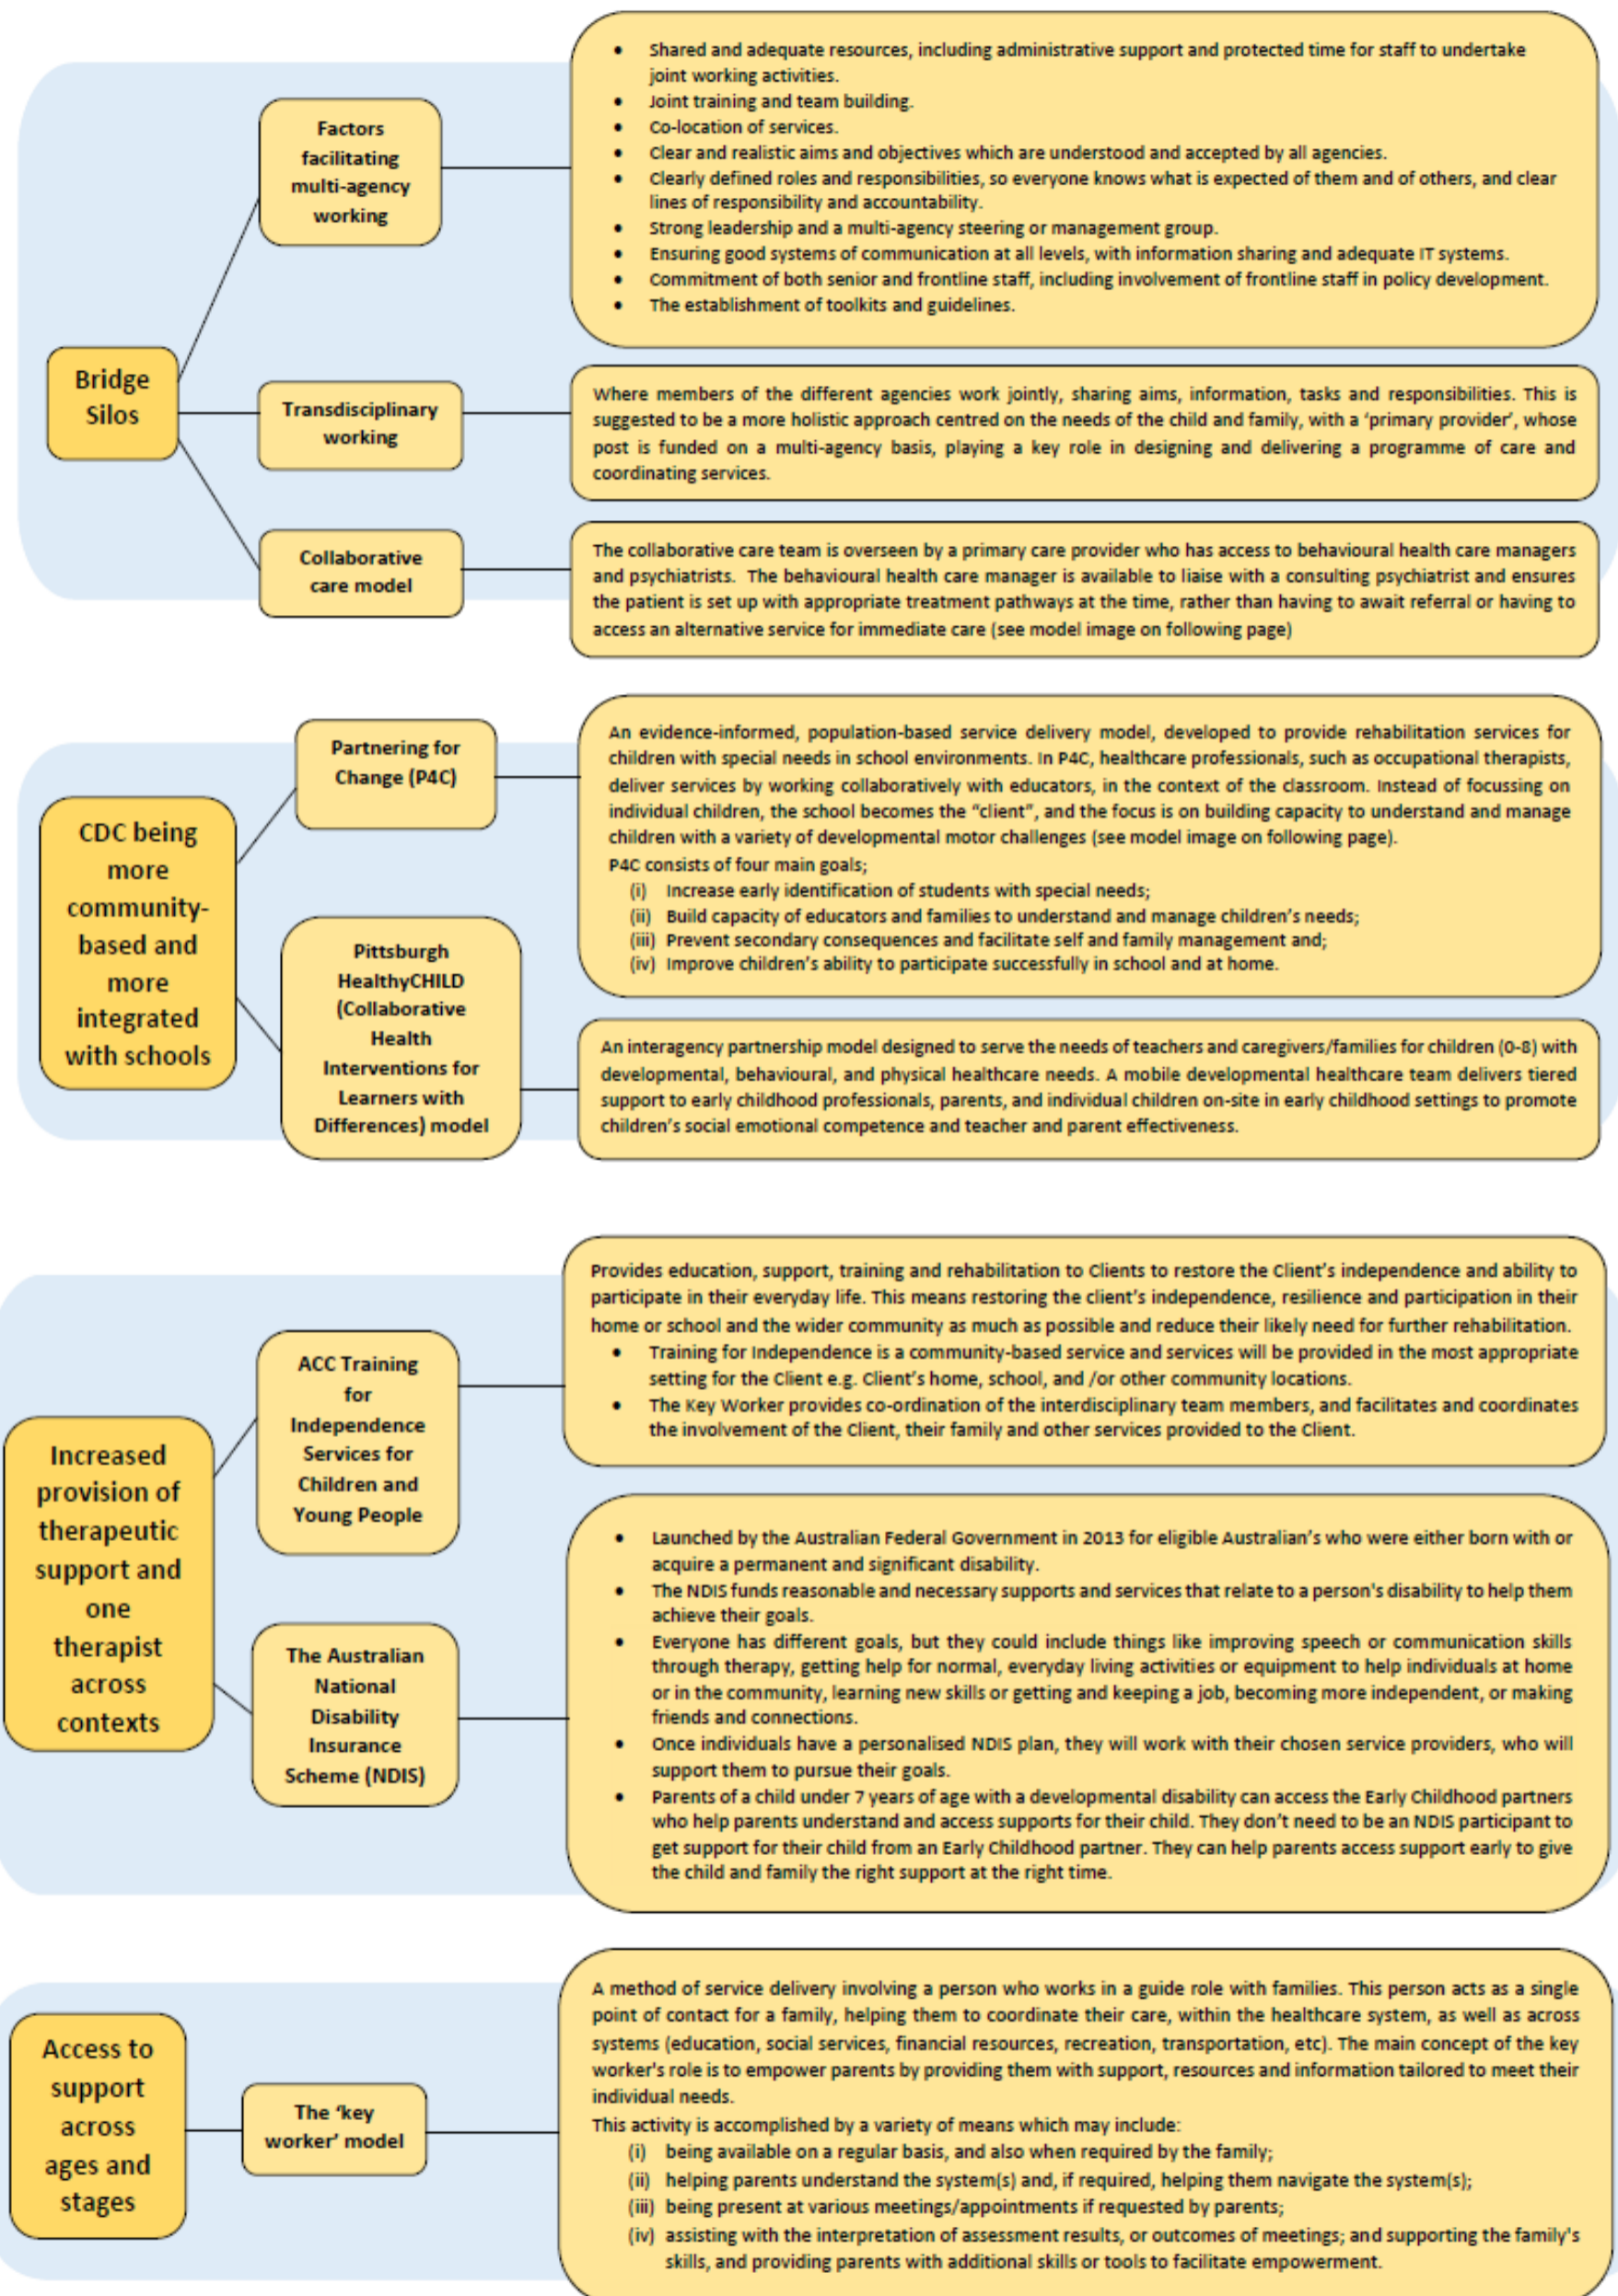 Bridge
Silos
Factors
facilitating
multi-agency
working
• Shared and adequate resources, including administrative support and protected time for staff to undertake
joint working activities.
• Joint training and team building.
• Co-location of services.
• Clear and realistic aims and objectives which are understood and accepted by all agencies.
• Clearly defined roles and responsibilities, so everyone knows what is expected of them and of others, and clear
lines of responsibility and accountability.
• Strong leadership and a multi-agency steering or management group.
• Ensuring good systems of communication at all levels, with information sharing and adequate IT systems.
• Commitment of both senior and frontline staff, including involvement of frontline staff in policy development.
• The establishment of toolkits and guidelines.
Transdisciplinary
working
Where members of the different agencies work jointly, sharing aims, information, tasks and responsibilities. This is
suggested to be a more holistic approach centred on the needs of the child and family, with a ‘primary provider’, whose
post is funded on a multi-agency basis, playing a key role in designing and delivering a programme of care and
coordinating services.
Collaborative
care model
The collaborative care team is overseen by a primary care provider who has access to behavioural health care managers
and psychiatrists. The behavioural health care manager is available to liaise with a consulting psychiatrist and ensures
the patient is set up with appropriate treatment pathways at the time, rather than having to await referral or having to
access an alternative service for immediate care (see model image on following page)
CDC being
more
community-
based and
more
integrated
with schools
Partnering for
Change (P4C)
An evidence-informed, population-based service delivery model, developed to provide rehabilitation services for
children with special needs in school environments. In P4C, healthcare professionals, such as occupational therapists,
deliver services by working collaboratively with educators, in the context of the classroom. Instead of focussing on
individual children, the school becomes the “client”, and the focus is on building capacity to understand and manage
children with a variety of developmental motor challenges (see model image on following page).
P4C consists of four main goals;
(i) Increase early identification of students with special needs;
(ii) Build capacity of educators and families to understand and manage children’s needs;
(iii) Prevent secondary consequences and facilitate self and family management and;
(iv) Improve children’s ability to participate successfully in school and at home.
Pittsburgh
HealthyCHILD
(Collaborative
Health
Interventions for
Learners with
Differences) model
An interagency partnership model designed to serve the needs of teachers and caregivers/families for children (0-8) with
developmental, behavioural, and physical healthcare needs. A mobile developmental healthcare team delivers tiered
support to early childhood professionals, parents, and individual children on-site in early childhood settings to promote
children’s social emotional competence and teacher and parent effectiveness.
Increased
provision of
therapeutic
support and
one
therapist
across
contexts
ACC Training
for
Independence
Services for
Children and
Young People
Provides education, support, training and rehabilitation to Clients to restore the Client’s independence and ability to
participate in their everyday life. This means restoring the client’s independence, resilience and participation in their
home or school and the wider community as much as possible and reduce their likely need for further rehabilitation.
• Training for Independence is a community-based service and services will be provided in the most appropriate
setting for the Client e.g. Client’s home, school, and /or other community locations.
• The Key Worker provides co-ordination of the interdisciplinary team members, and facilitates and coordinates
the involvement of the Client, their family and other services provided to the Client.
The Australian
National
Disability
Insurance
Scheme (NDIS)
• Launched by the Australian Federal Government in 2013 for eligible Australian’s who were either born with or
acquire a permanent and significant disability.
• The NDIS funds reasonable and necessary supports and services that relate to a person's disability to help them
achieve their goals.
• Everyone has different goals, but they could include things like improving speech or communication skills
through therapy, getting help for normal, everyday living activities or equipment to help individuals at home
or in the community, learning new skills or getting and keeping a job, becoming more independent, or making
friends and connections.
• Once individuals have a personalised NDIS plan, they will work with their chosen service providers, who will
support them to pursue their goals.
• Parents of a child under 7 years of age with a developmental disability can access the Early Childhood partners
who help parents understand and access supports for their child. They don’t need to be an NDIS participant to
get support for their child from an Early Childhood partner. They can help parents access support early to give
the child and family the right support at the right time.
Access to
support
across
ages and
stages
The ‘key
worker’ model
A method of service delivery involving a person who works in a guide role with families. This person acts as a single
point of contact for a family, helping them to coordinate their care, within the healthcare system, as well as across
systems (education, social services, financial resources, recreation, transportation, etc). The main concept of the key
worker's role is to empower parents by providing them with support, resources and information tailored to meet their
individual needs.
This activity is accomplished by a variety of means which may include:
(i) being available on a regular basis, and also when required by the family;
(ii) helping parents understand the system(s) and, if required, helping them navigate the system(s);
(iii) being present at various meetings/appointments if requested by parents;
(iv) assisting with the interpretation of assessment results, or outcomes of meetings; and supporting the family's
skills, and providing parents with additional skills or tools to facilitate empowerment.